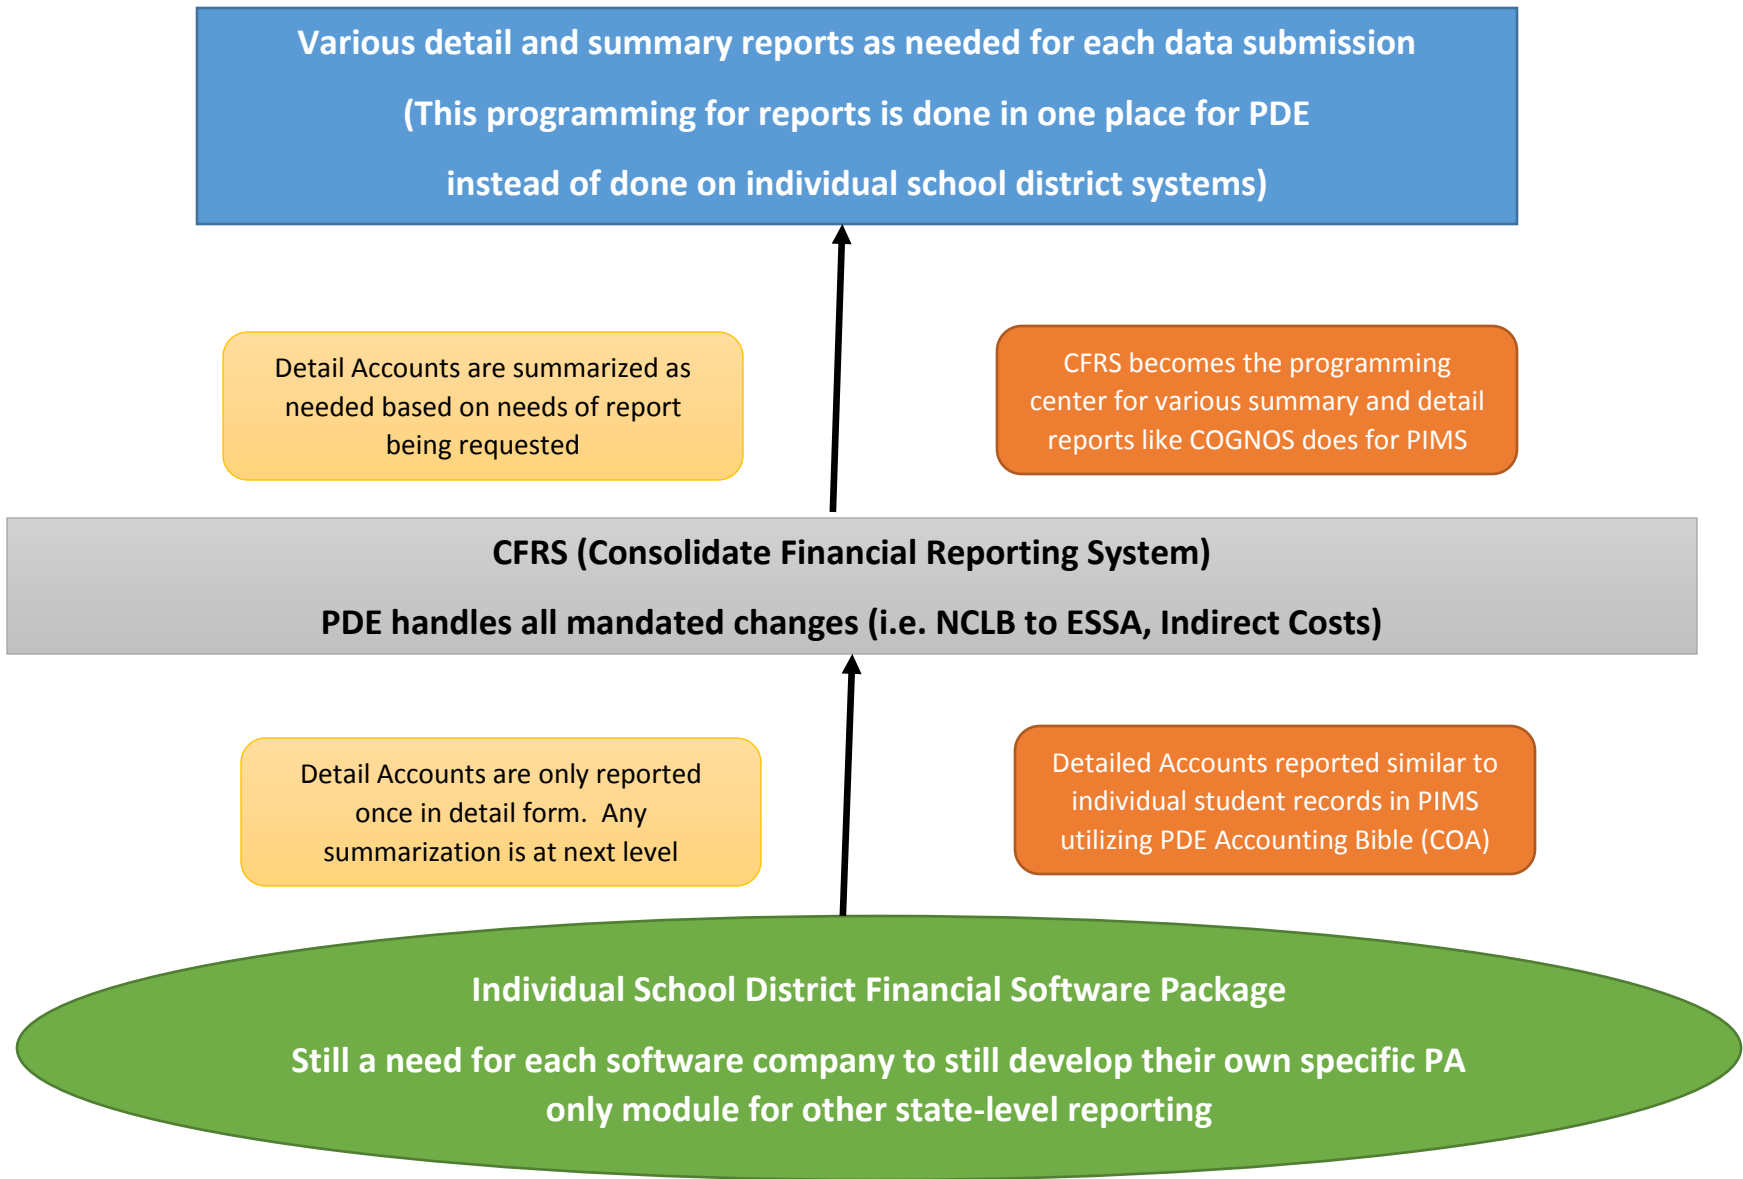 Various detail and summary reports as needed for each data submission
(This programming for reports is done in one place for PDE
instead of done on individual school district systems)
Detail Accounts are summarized as
needed based on needs of report
being requested
CFRS becomes the programming
center for various summary and detail
reports like COGNOS does for PIMS
CFRS (Consolidate Financial Reporting System)
PDE handles all mandated changes (i.e. NCLB to ESSA, Indirect Costs)
Detail Accounts are only reported
once in detail form.  Any
summarization is at next level
Detailed Accounts reported similar to
individual student records in PIMS
utilizing PDE Accounting Bible (COA)
Individual School District Financial Software Package
Still a need for each software company to still develop their own specific PA
only module for other state-level reporting